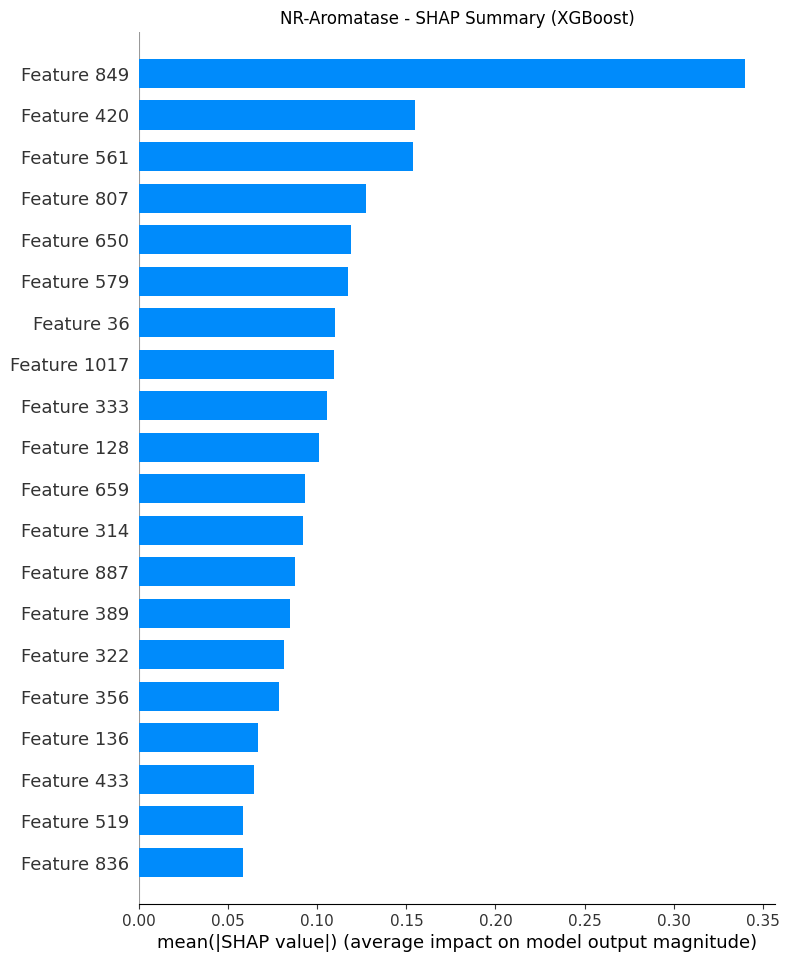 NR-Aromatase - SHAP Summary (XGBoost)
Feature 849
Feature 420
Feature 561
Feature 807
Feature 650
Feature 579
Feature 36
Feature 1017
Feature 333
Feature 128
Feature 659
Feature 314
Feature 887
Feature 389
Feature 322
Feature 356
Feature 136
Feature 433
Feature 519
Feature 836
0.00 0.05 0.10 0.15 0.20 0.25 0.30 0.35
mean(|SHAP value|) (average impact on model output magnitude)